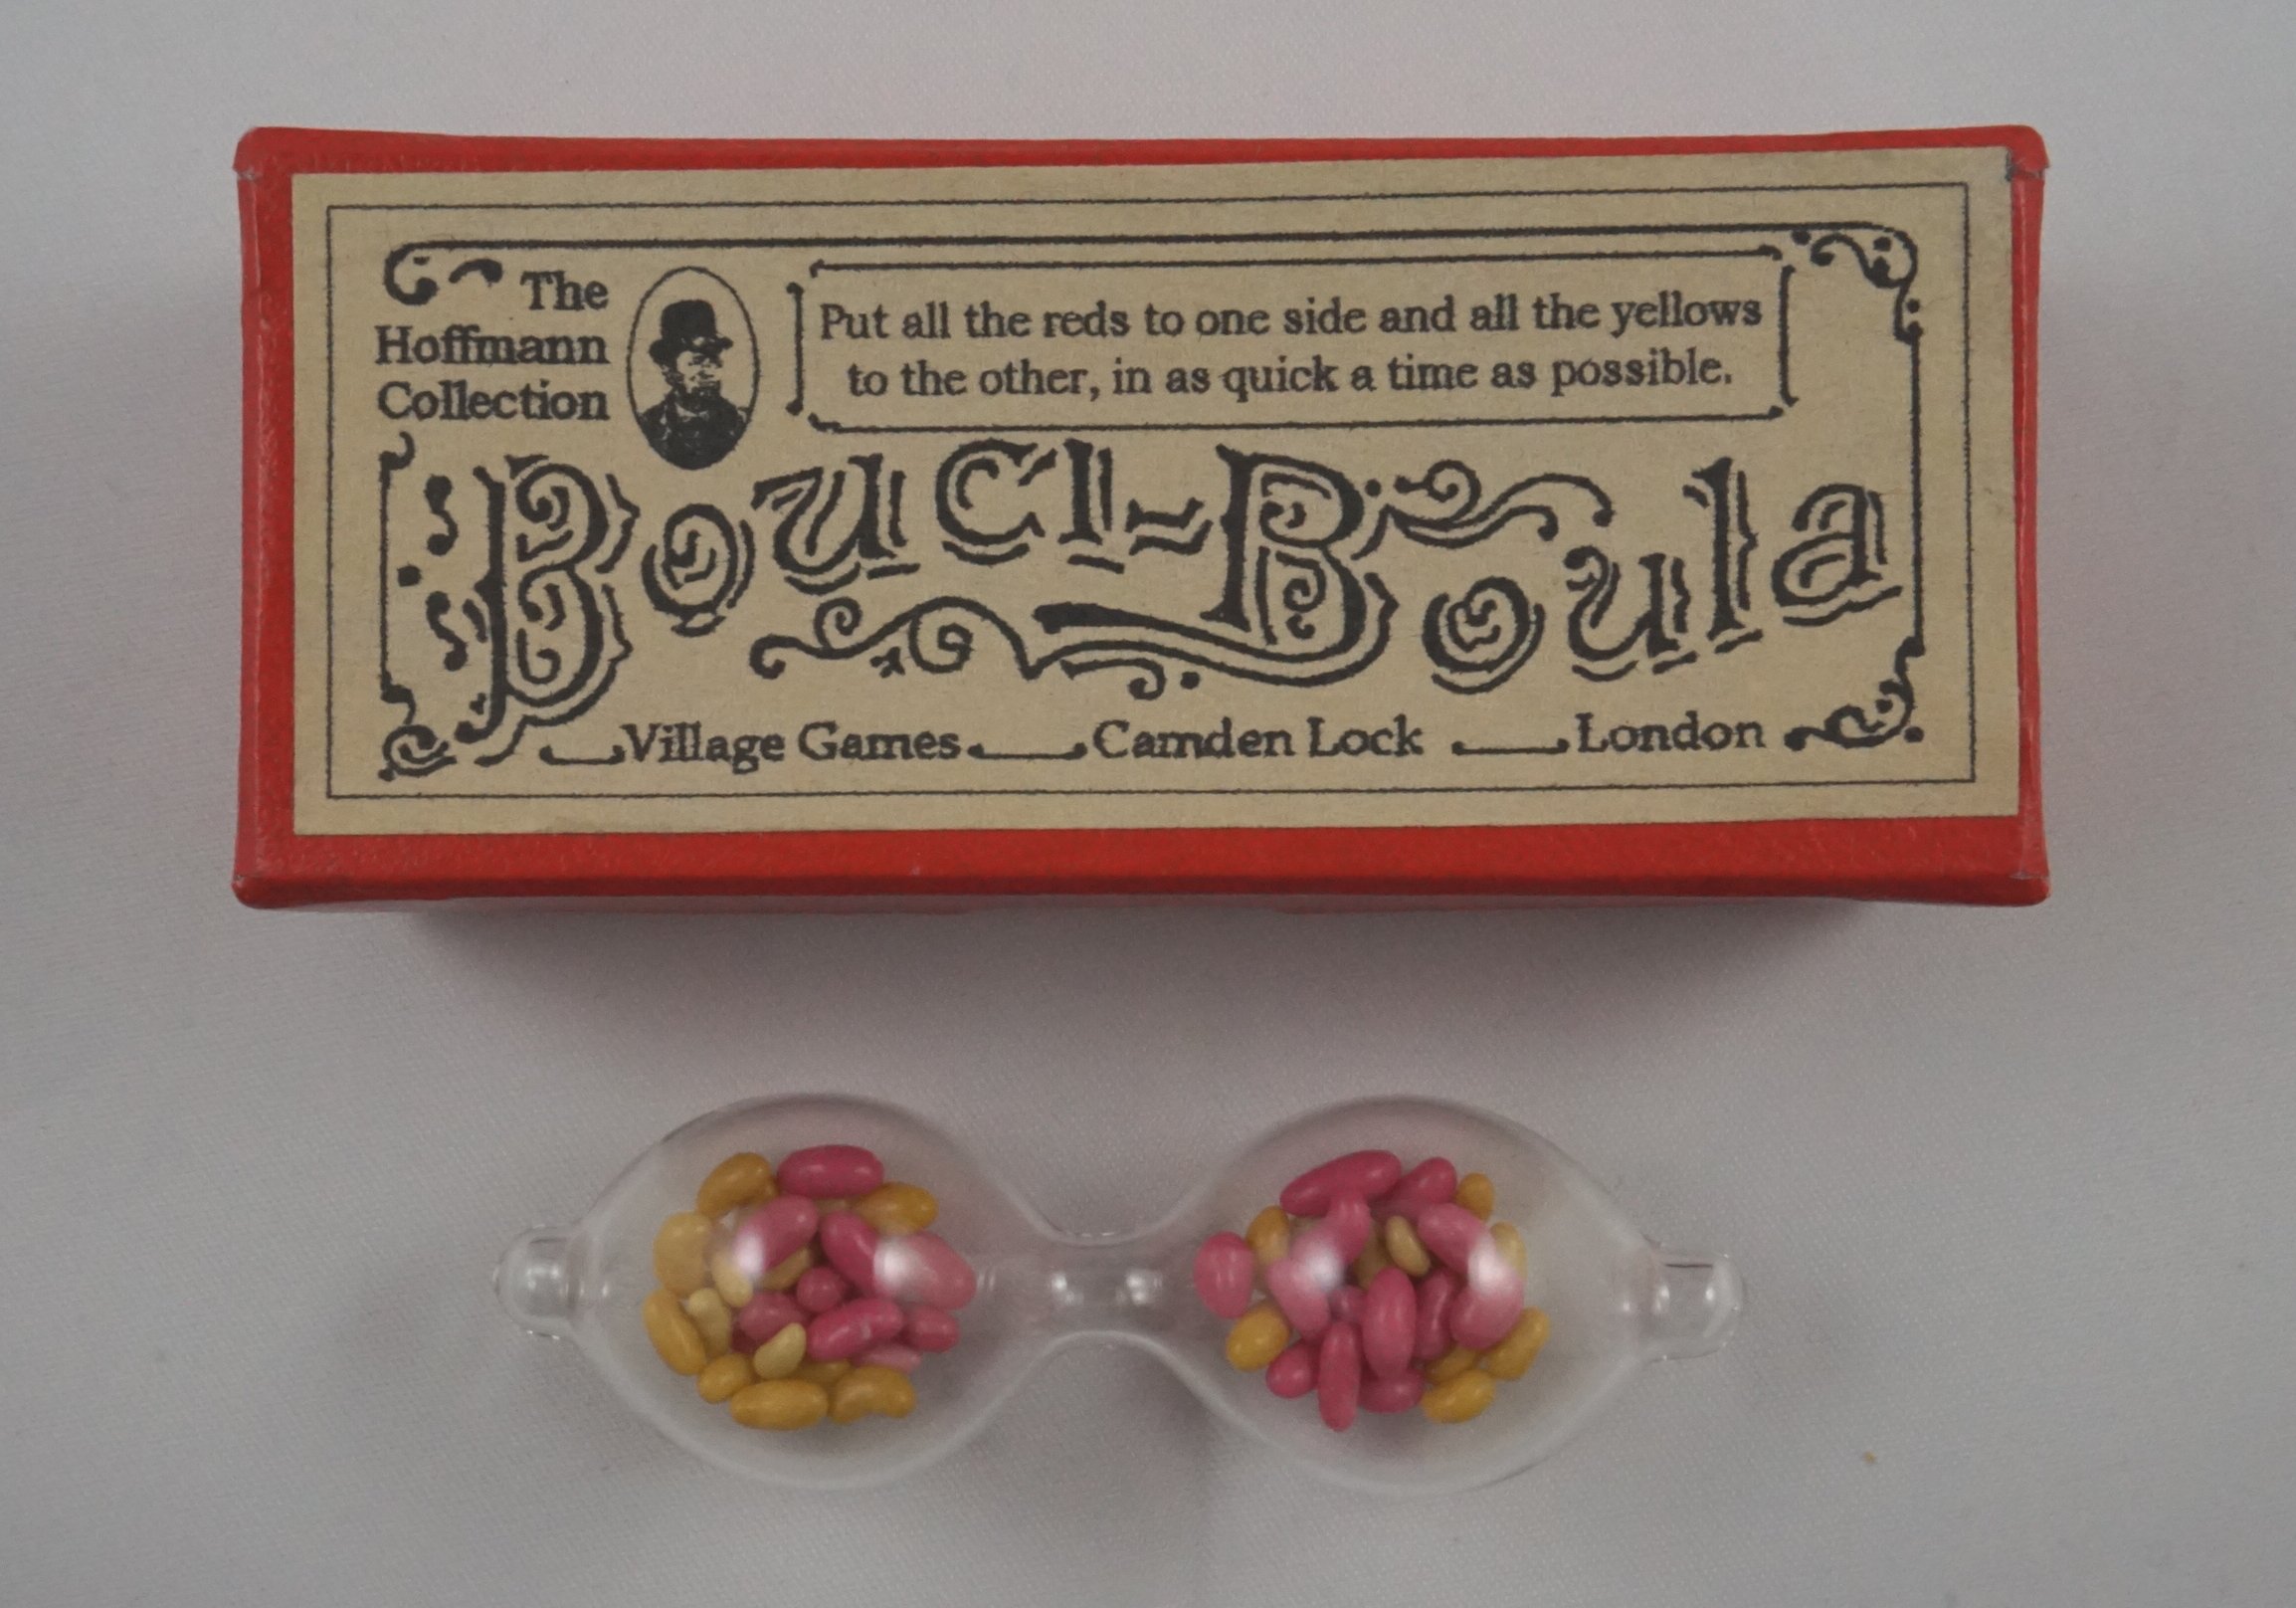 The
Hoffmann
Collection
Put all the reds to one side and all the yellows
to the other, in as quick a time as possible.
Bouci-Boula
Village Games Camden Lock London